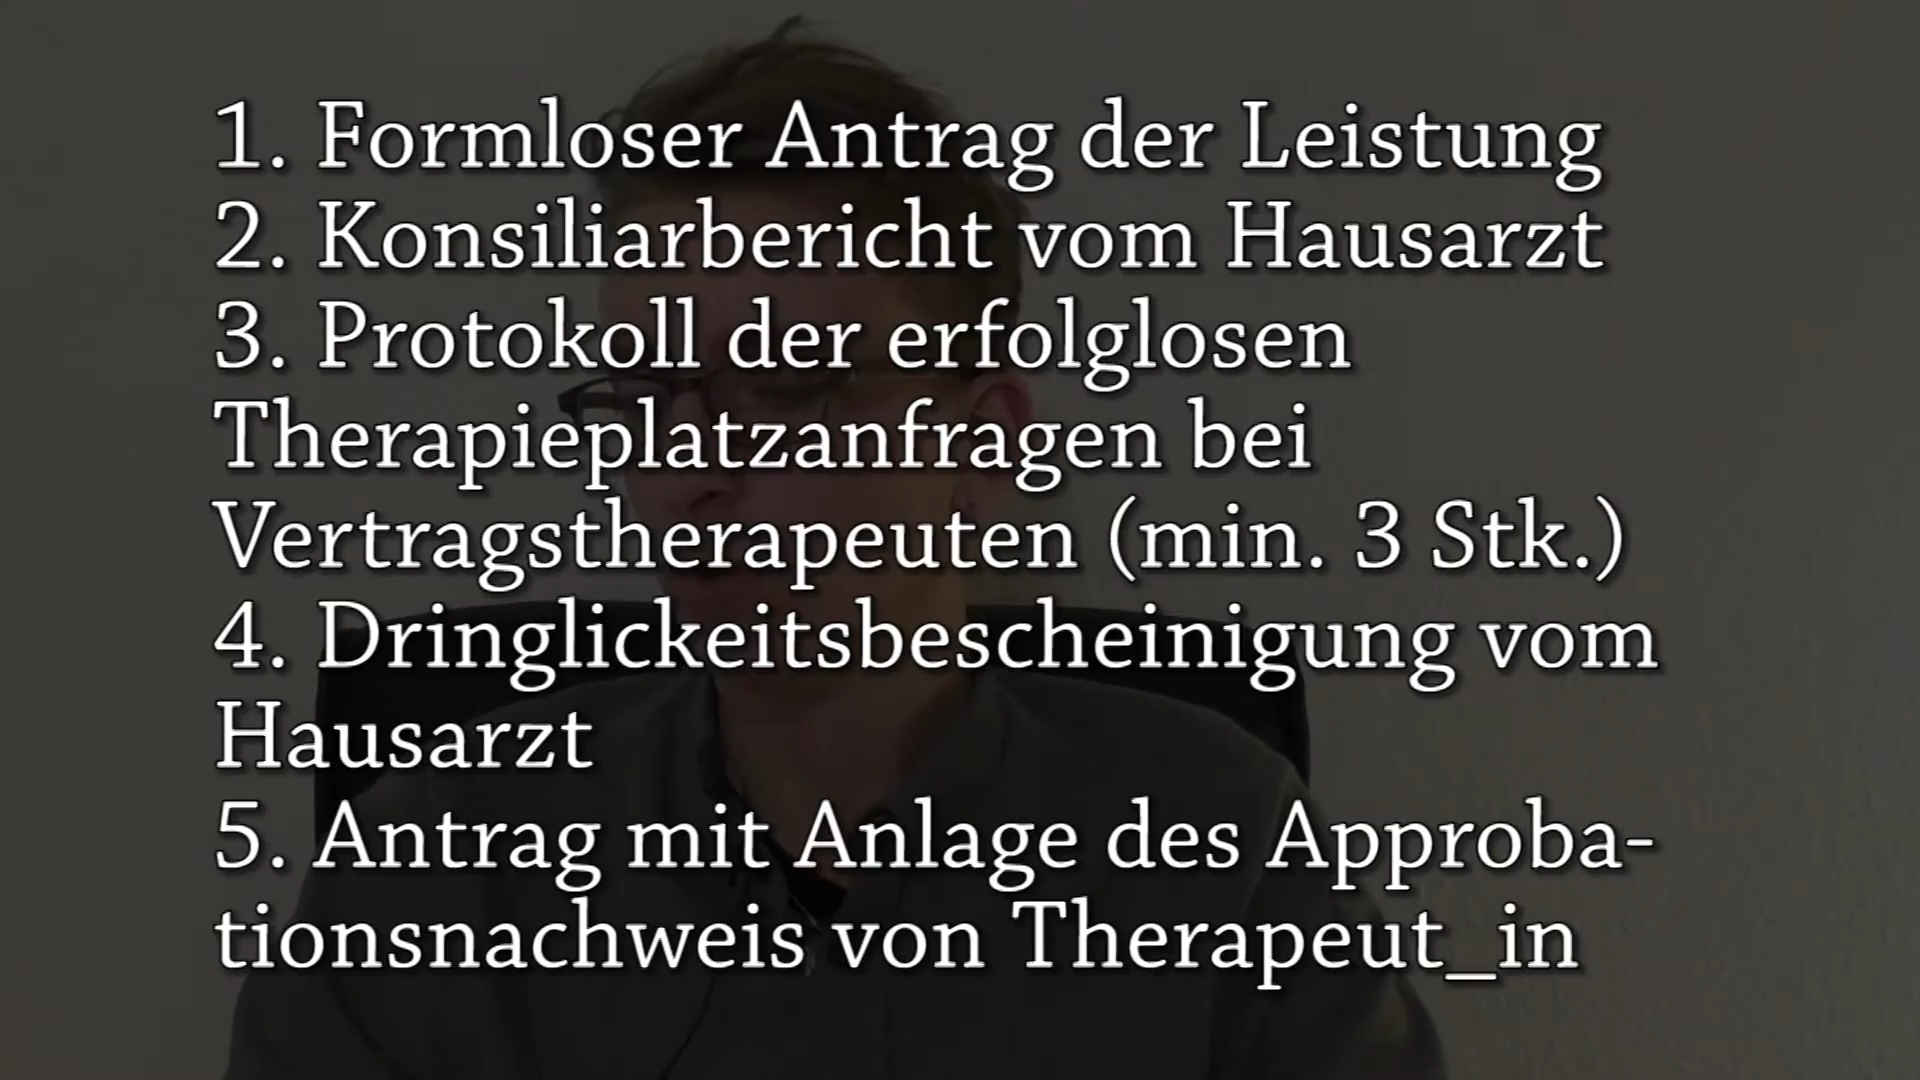 1. Formloser Antrag der Leistung
2. Konsiliarbericht vom Hausarzt
3. Protokoll der erfolglosen
Therapieplatzanfragen bei
Vertragstherapeuten (min. 3 Stk.)
4. Dringlickeitsbescheinigung vom
Hausarzt
5. Antrag mit Anlage des Approba-
tionsnachweis von Therapeut_in